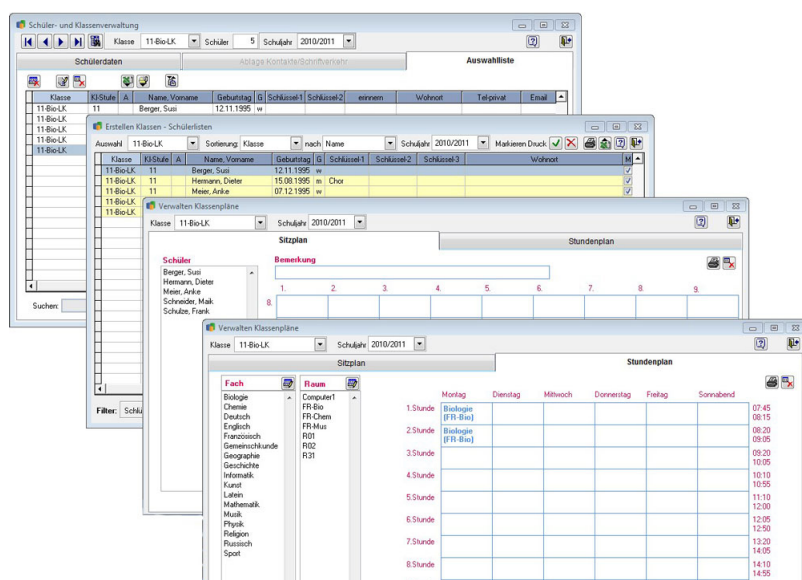 Schüler- und Klassenverwaltung
Klasse 11-Bio-LK Schüler 5 Schuljahr 2010/2011
Schülerdaten Ablage Kontakte/Schriftverkehr Auswahlliste
Klasse Kl-Stufe A Name, Vorname Geburtstag G Schlüssel-1 Schlüssel-2 erinnern Wohnort Tel-privat Email
11-Bio-LK 11 Berger, Susi 12.11.1995 w
11-Bio-LK
11-Bio-LK
11-Bio-LK
11-Bio-LK
Suchen:
Erstellen Klassen - Schülerlisten
Auswahl 11-Bio-LK Sortierung: Klasse nach Name Schuljahr 2010/2011 Markieren Druck
Klasse Kl-Stufe A Name, Vorname Geburtstag G Schlüssel-1 Schlüssel-2 Schlüssel-3 Wohnort M
11-Bio-LK 11 Berger, Susi 12.11.1995 w
11-Bio-LK 11 Hermann, Dieter 15.08.1995 m Chor
11-Bio-LK 11 Meier, Anke 07.12.1995 w
11-Bio-LK
11-Bio-LK
Filter: Schlü
Verwalten Klassenpläne
Klasse 11-Bio-LK Schuljahr 2010/2011
Sitzplan Stundenplan
Schüler Bemerkung
Berger, Susi
Hermann, Dieter
Meier, Anke
Schneider, Maik
Schulze, Frank
1. 2. 3. 4. 5. 6. 7. 8. 9.
8.
Verwalten Klassenpläne
Klasse 11-Bio-LK Schuljahr 2010/2011
Sitzplan Stundenplan
Fach Raum
Biologie Computer1
Chemie FR-Bio
Deutsch FR-Chem
Englisch FR-Mus
Französisch R01
Gemeinschkunde R02
Geographie R31
Geschichte
Informatik
Kunst
Latein
Mathematik
Musik
Physik
Religion
Russisch
Sport
Montag Dienstag Mittwoch Donnerstag Freitag Sonnabend
1.Stunde Biologie (FR-Bio) 07:45 08:15
2.Stunde Biologie (FR-Bio) 08:20 09:05
3.Stunde 09:20 10:05
4.Stunde 10:10 10:55
5.Stunde 11:10 12:00
6.Stunde 12:05 12:50
7.Stunde 13:20 14:05
8.Stunde 14:10 14:55